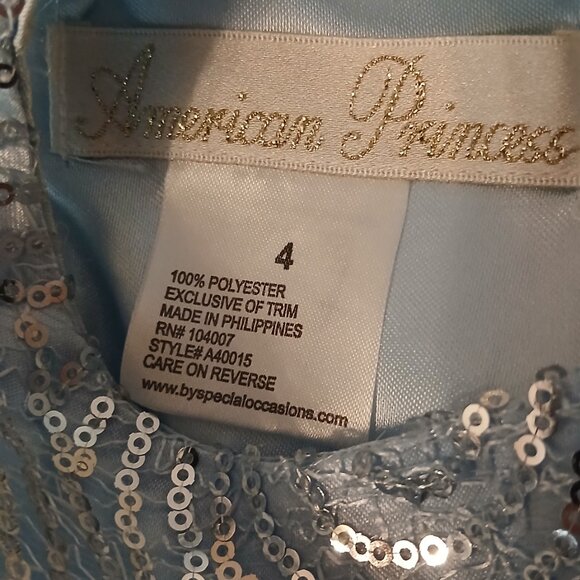 American Princess
4
100% POLYESTER
EXCLUSIVE OF TRIM
MADE IN PHILIPPINES
RN# 104007
STYLE# A40015
CARE ON REVERSE
www.byspecialoccasions.com